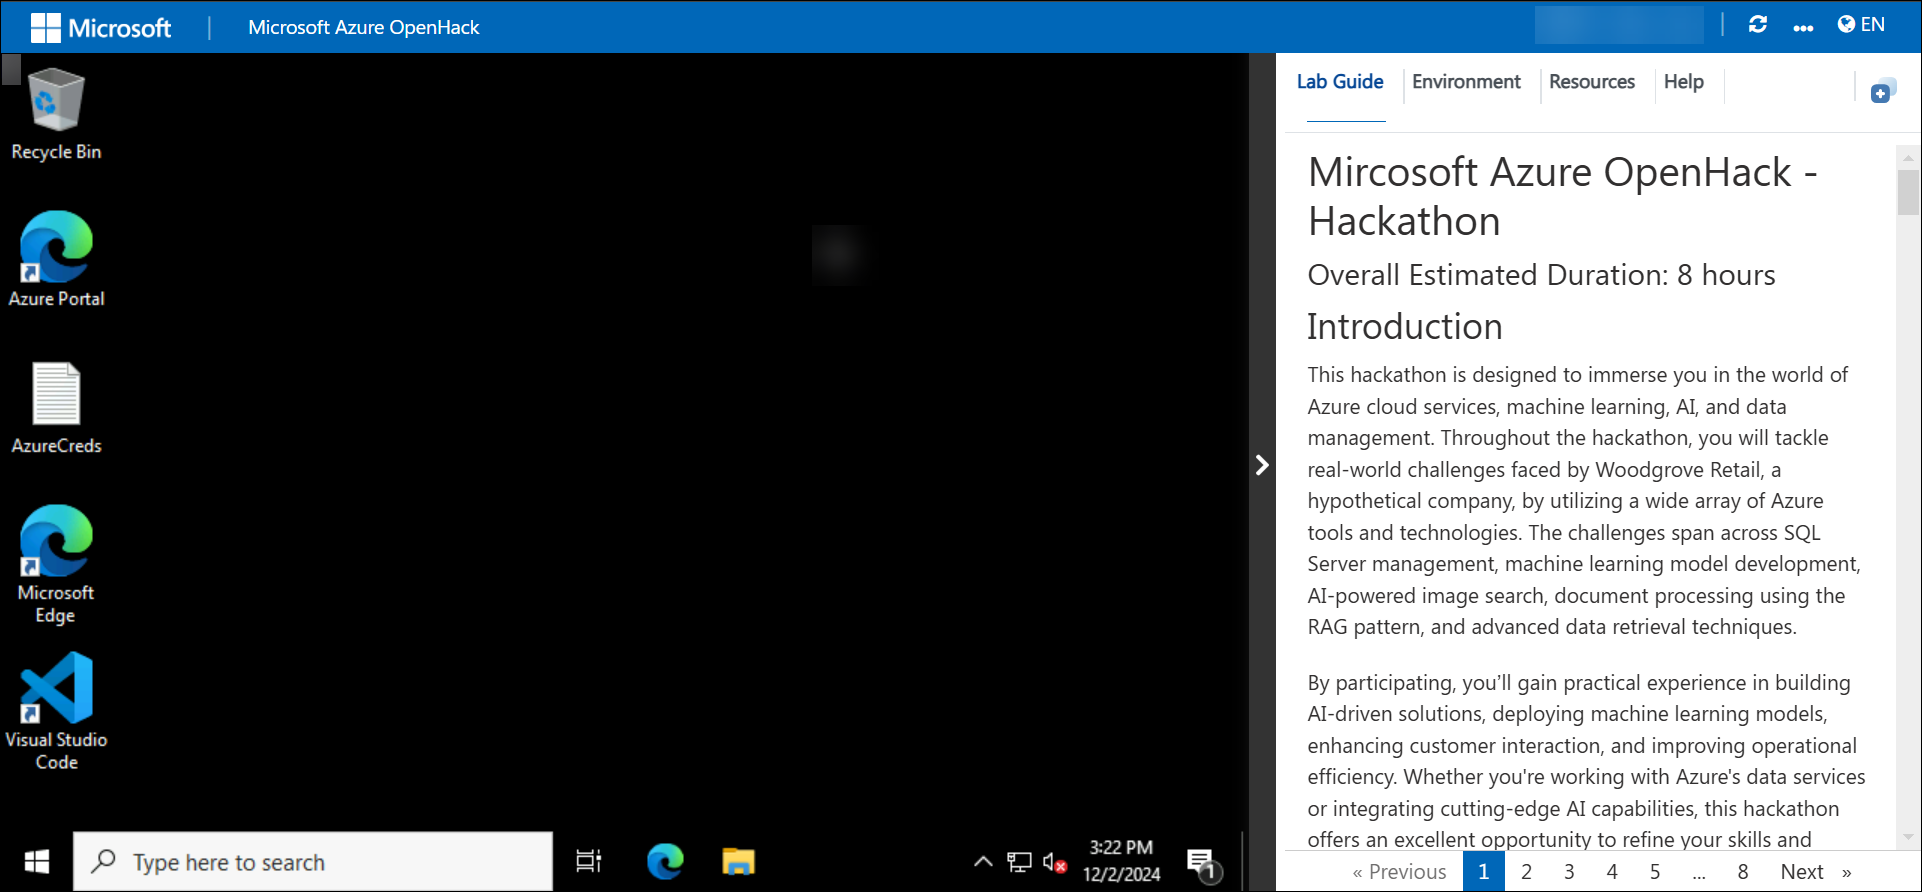 Microsoft | Microsoft Azure OpenHack
EN
Recycle Bin
Azure Portal
AzureCreds
Microsoft
Edge
Visual Studio
Code
Type here to search
3:22 PM
12/2/2024
1
Lab Guide
Environment
Resources
Help
Mircosoft Azure OpenHack -
Hackathon
Overall Estimated Duration: 8 hours
Introduction
This hackathon is designed to immerse you in the world of
Azure cloud services, machine learning, AI, and data
management. Throughout the hackathon, you will tackle
real-world challenges faced by Woodgrove Retail, a
hypothetical company, by utilizing a wide array of Azure
tools and technologies. The challenges span across SQL
Server management, machine learning model development,
AI-powered image search, document processing using the
RAG pattern, and advanced data retrieval techniques.
By participating, you’ll gain practical experience in building
AI-driven solutions, deploying machine learning models,
enhancing customer interaction, and improving operational
efficiency. Whether you're working with Azure's data services
or integrating cutting-edge AI capabilities, this hackathon
offers an excellent opportunity to refine your skills and
« Previous 1 2 3 4 5 ... 8 Next »